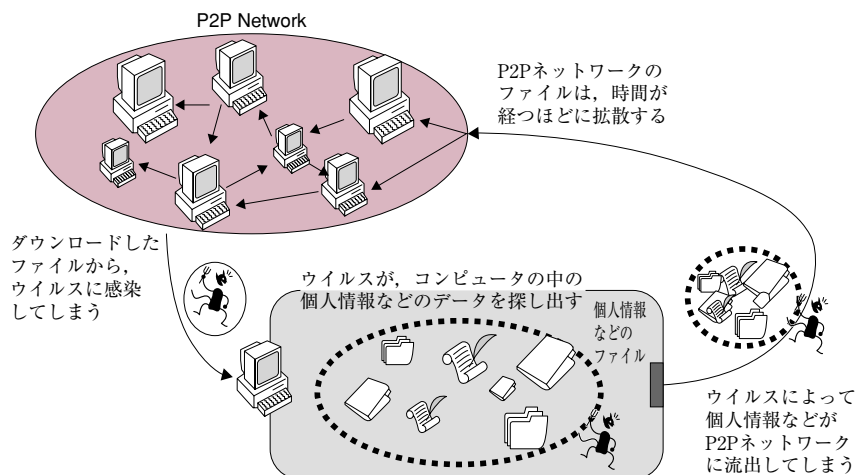 P2P Network
P2Pネットワークの
ファイルは，時間が
経つほどに拡散する
ダウンロードした
ファイルから，
ウイルスに感染
してしまう
ウイルスが，コンピュータの中の
個人情報などのデータを探し出す
個人情報
などの
ファイル
ウイルスによって
個人情報などが
P2Pネットワーク
に流出してしまう